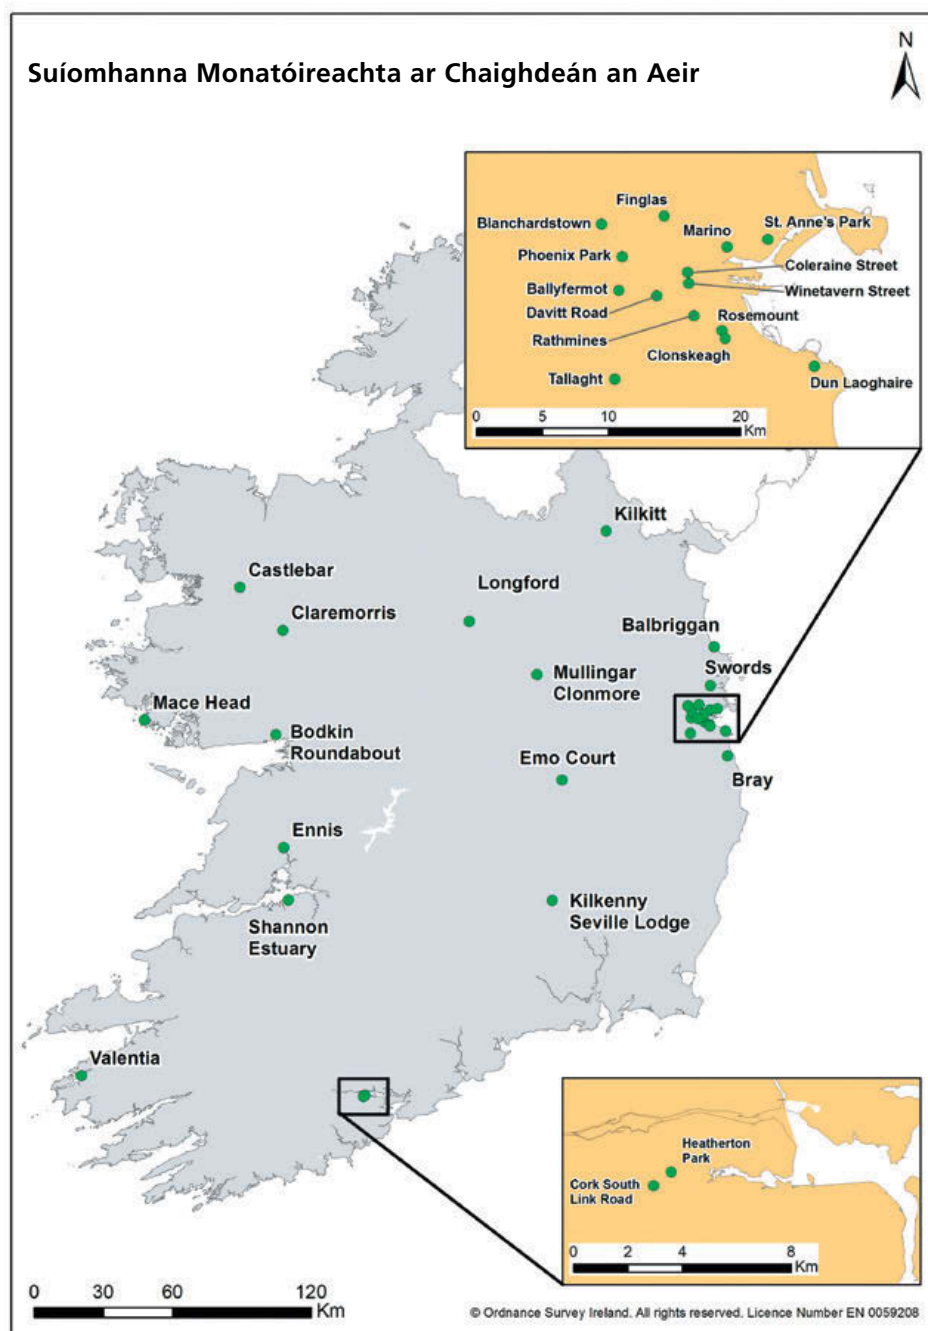 Suíomhanna Monatóireachta ar Chaighdeán an Aeir
N
Finglas
Blanchardstown
St. Anne's Park
Marino
Phoenix Park
Coleraine Street
Ballyfermot
Winetavern Street
Davitt Road
Rosemount
Rathmines
Clonskeagh
Tallaght
Dun Laoghaire
0 5 10 20
Km
Kilkitt
Castlebar
Longford
Claremorris
Balbriggan
Mullingar
Clonmore
Swords
Mace Head
Bodkin
Roundabout
Emo Court
Bray
Ennis
Kilkenny
Seville Lodge
Shannon
Estuary
Valentia
Heatherton
Park
Cork South
Link Road
0 2 4 8
Km
0 30 60 120
Km
© Ordnance Survey Ireland. All rights reserved. Licence Number EN 0059208